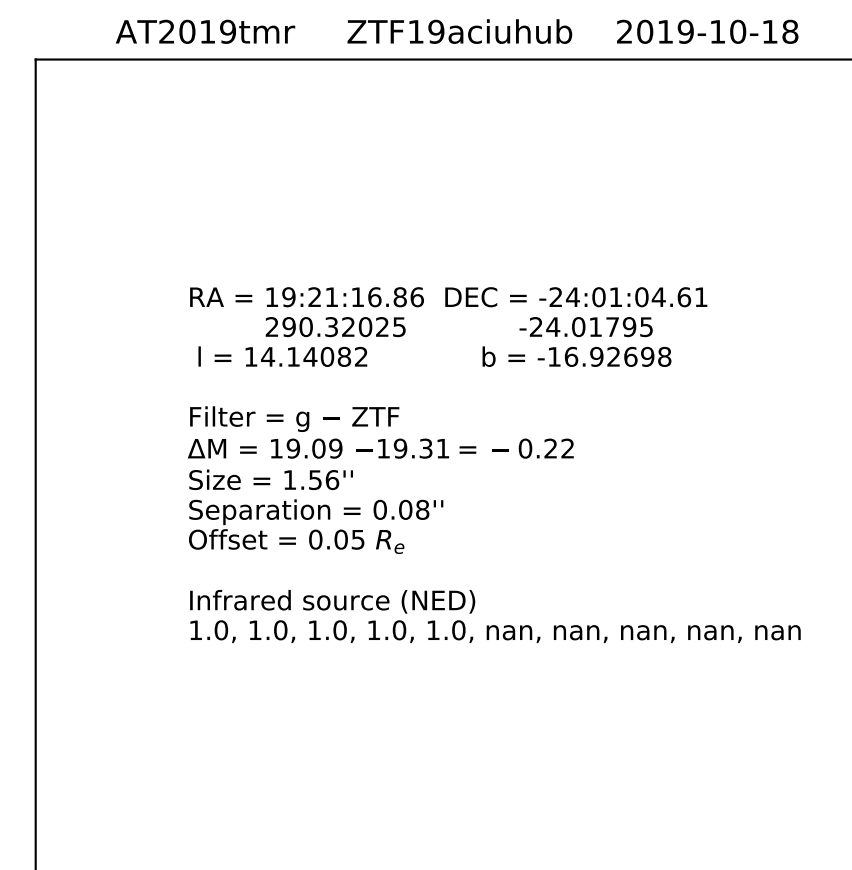 AT2019tmr ZTF19aciuhub 2019-10-18
RA = 19:21:16.86 DEC = -24:01:04.61
290.32025 -24.01795
l = 14.14082 b = -16.92698
Filter = g − ZTF
ΔM = 19.09 −19.31 = − 0.22
Size = 1.56''
Separation = 0.08''
Offset = 0.05 Rₑ
Infrared source (NED)
1.0, 1.0, 1.0, 1.0, 1.0, nan, nan, nan, nan, nan